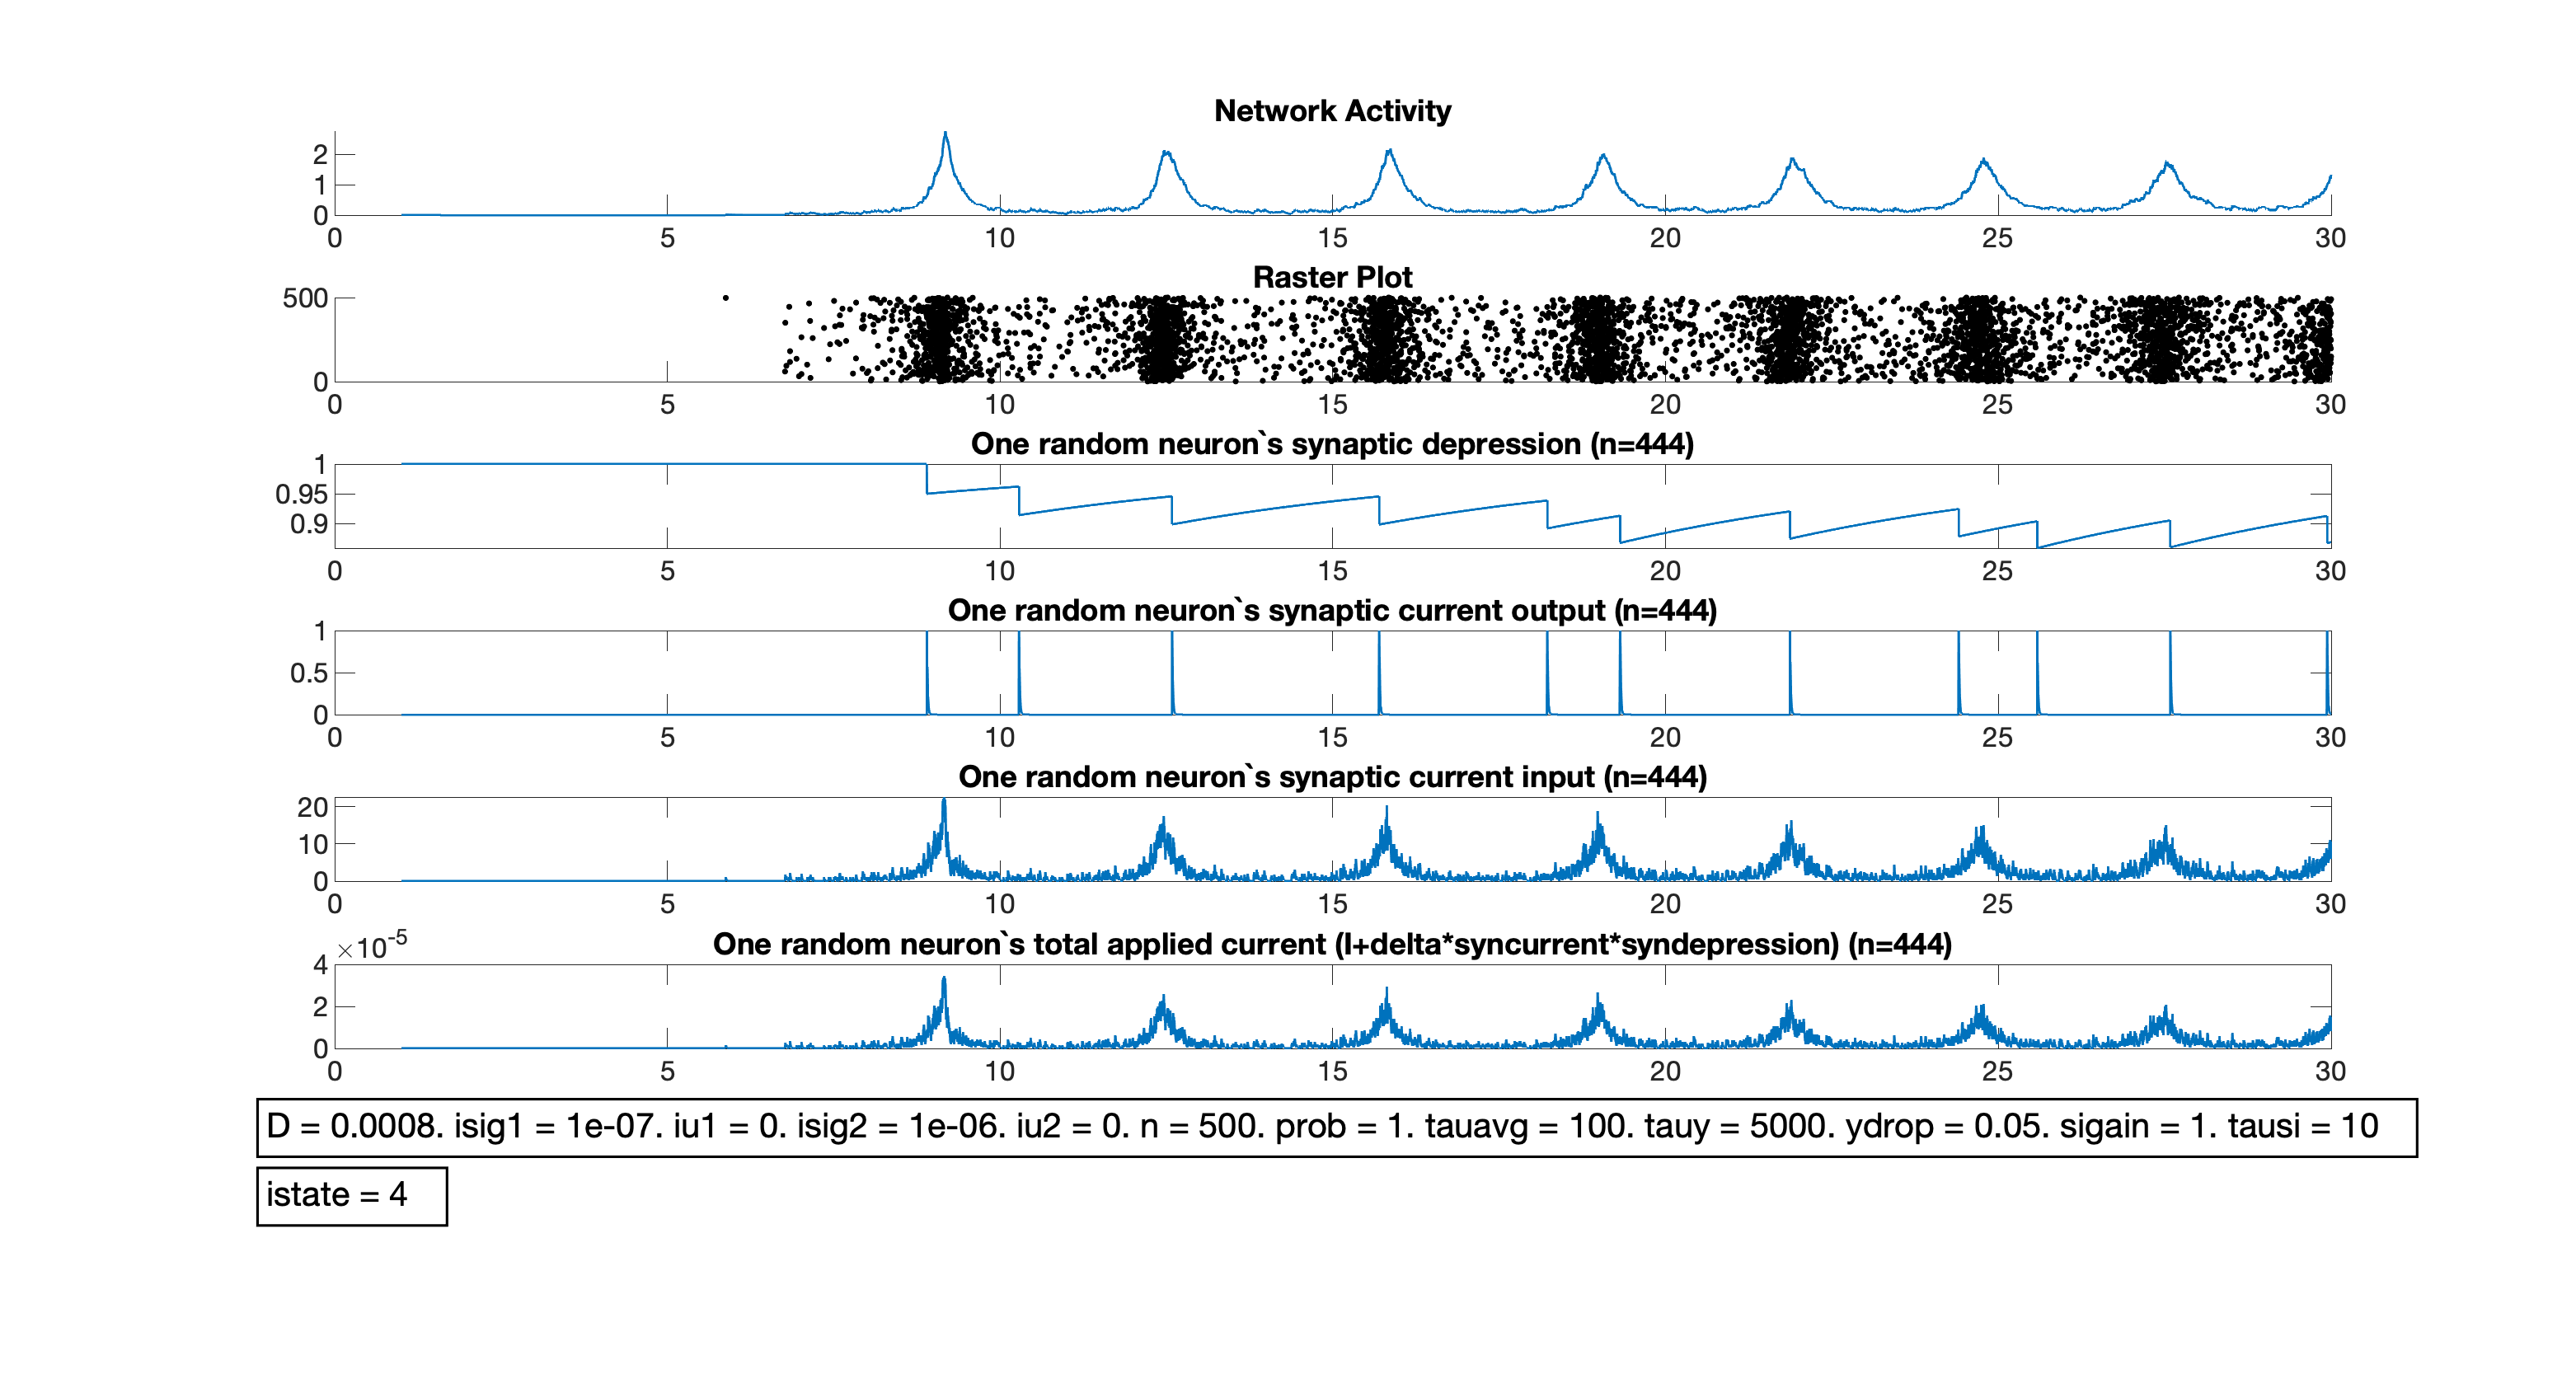 Network Activity
2
1
0
0 5 10 15 20 25 30
Raster Plot
500
0
0 5 10 15 20 25 30
One random neuron`s synaptic depression (n=444)
1
0.95
0.9
0 5 10 15 20 25 30
One random neuron`s synaptic current output (n=444)
1
0.5
0
0 5 10 15 20 25 30
One random neuron`s synaptic current input (n=444)
20
10
0
0 5 10 15 20 25 30
×10-5
One random neuron`s total applied current (I+delta*syncurrent*syndepression) (n=444)
4
2
0
0 5 10 15 20 25 30
D = 0.0008. isig1 = 1e-07. iu1 = 0. isig2 = 1e-06. iu2 = 0. n = 500. prob = 1. tauavg = 100. tauy = 5000. ydrop = 0.05. sigain = 1. tausi = 10
istate = 4